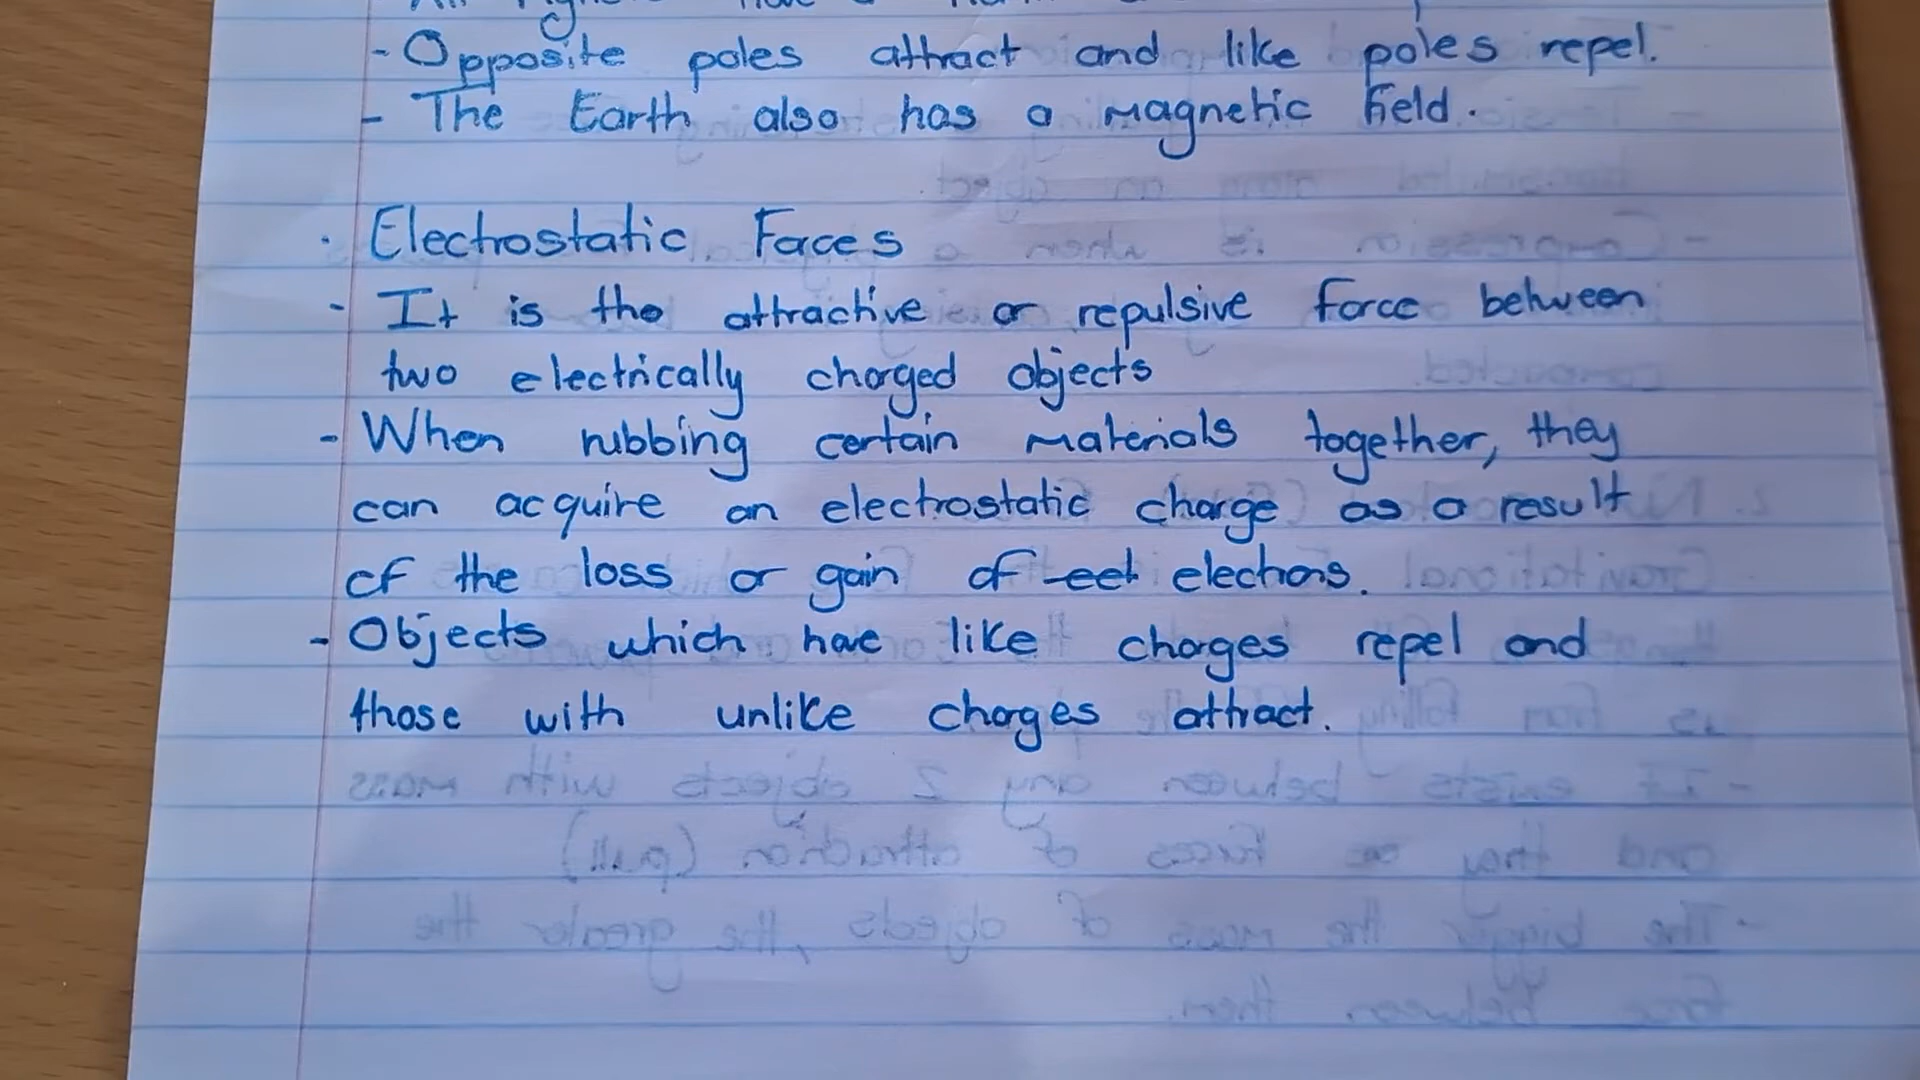 - Opposite poles attract and like poles repel.
- The Earth also has a magnetic field.
· Electrostatic Faces
- It is the attractive or repulsive force between
two electrically charged objects
- When rubbing certain materials together, they
can acquire an electrostatic charge as a result
of the loss or gain of eet electrons.
- Objects which have like charges repel and
those with unlike charges attract.